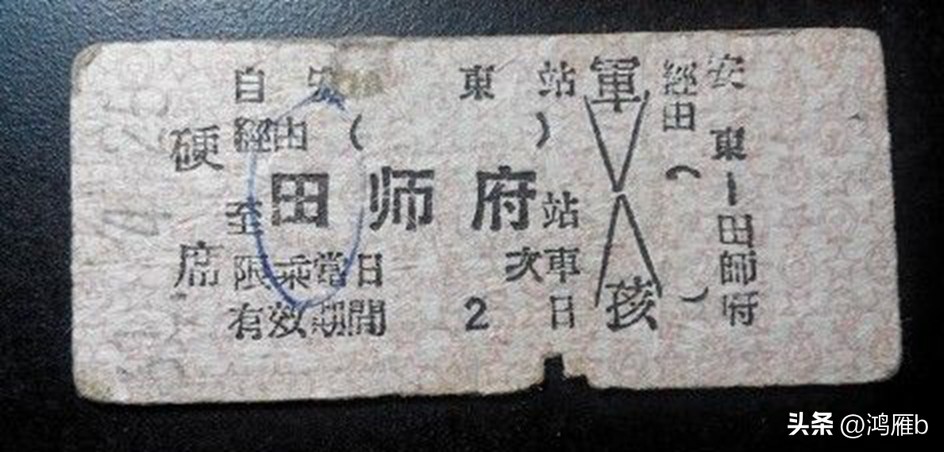 硬席
自安東站
經由( )
至田师府站
限乘當日 次車
有效期間 2 日
軍
孩
經由( )
安東—田師府
头条 @鸿雁b